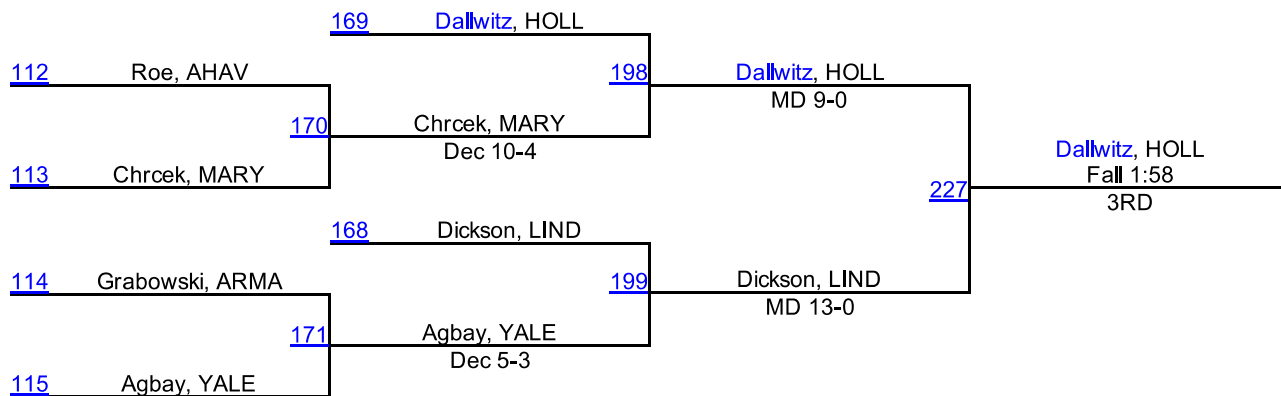 169 Dallwitz, HOLL
112 Roe, AHAV
198 Dallwitz, HOLL
MD 9-0
170 Chrcek, MARY
Dec 10-4
113 Chrcek, MARY
Dallwitz, HOLL
227 Fall 1:58
3RD
168 Dickson, LIND
114 Grabowski, ARMA
199 Dickson, LIND
MD 13-0
171 Agbay, YALE
Dec 5-3
115 Agbay, YALE